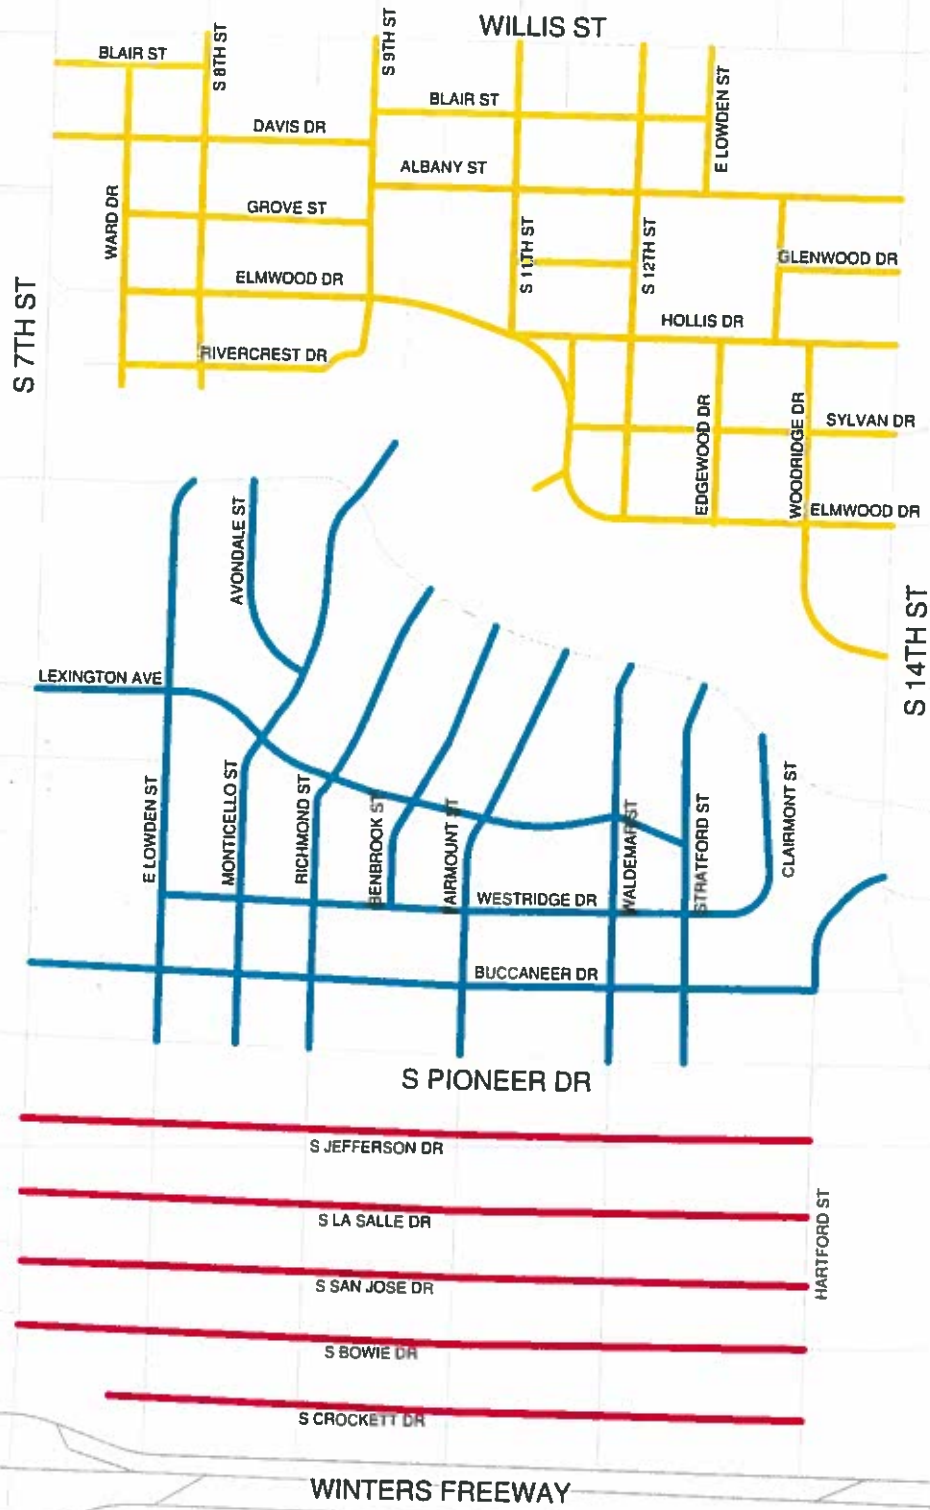 WILLIS ST
S 8TH ST
S 9TH ST
BLAIR ST
E LOWDEN ST
BLAIR ST
DAVIS DR
ALBANY ST
WARD DR
GROVE ST
S 11TH ST
S 12TH ST
GLENWOOD DR
ELMWOOD DR
S 7TH ST
HOLLIS DR
RIVERCREST DR
EDGEWOOD DR
WOODRIDGE DR
SYLVAN DR
ELMWOOD DR
AVONDALE ST
S 14TH ST
LEXINGTON AVE
E LOWDEN ST
MONTICELLO ST
RICHMOND ST
BENBROOK ST
FAIRMOUNT ST
WALDEMAR ST
STRATFORD ST
CLAIRMONT ST
WESTRIDGE DR
BUCCANEER DR
S PIONEER DR
S JEFFERSON DR
HARTFORD ST
S LA SALLE DR
S SAN JOSE DR
S BOWIE DR
S CROCKETT DR
WINTERS FREEWAY